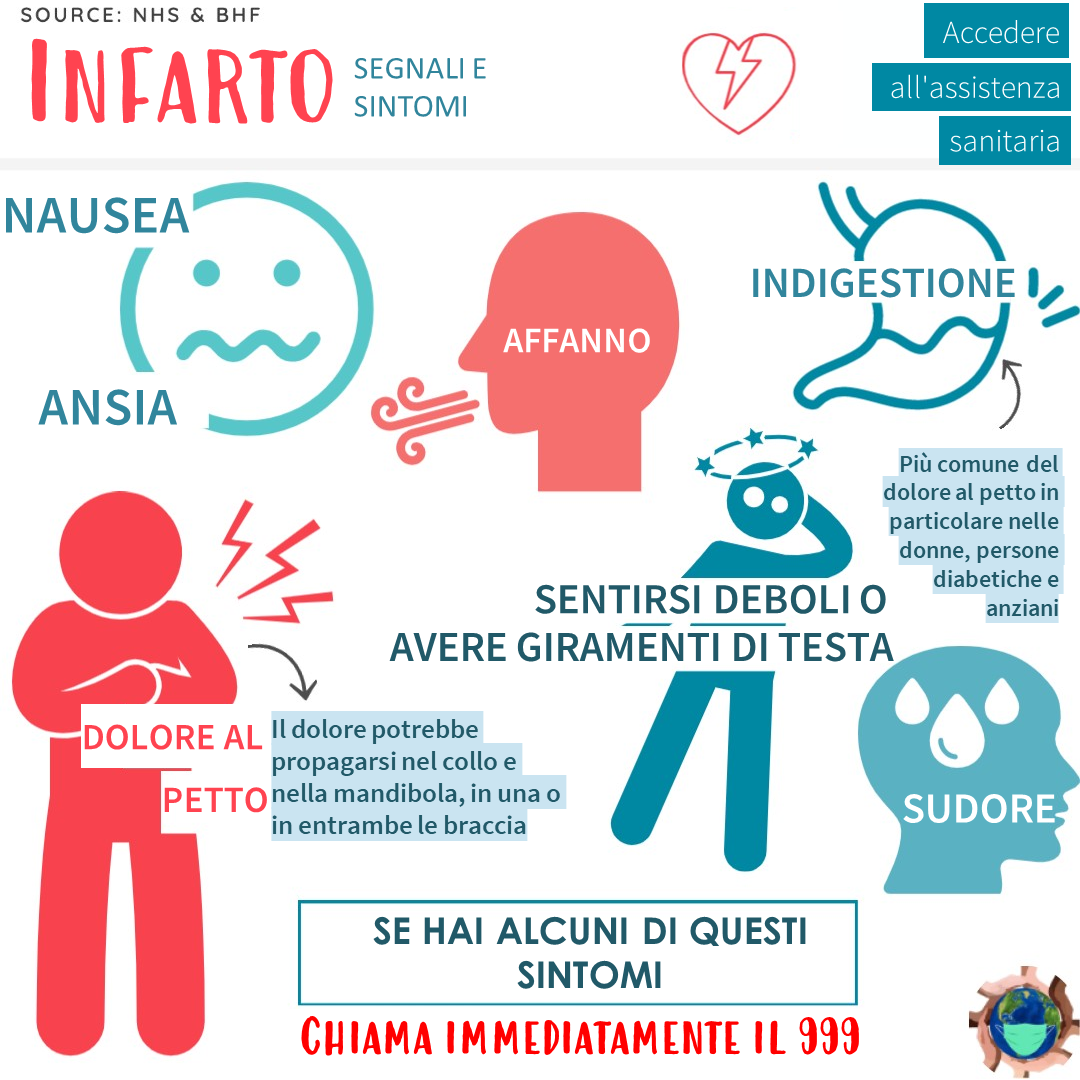 SOURCE: NHS & BHF
INFARTO
SEGNALI E
SINTOMI
Accedere
all'assistenza
sanitaria
NAUSEA
ANSIA
AFFANNO
INDIGESTIONE
Più comune del
dolore al petto in
particolare nelle
donne, persone
diabetiche e
anziani
SENTIRSI DEBOLI O
AVERE GIRAMENTI DI TESTA
DOLORE AL
PETTO
Il dolore potrebbe
propagarsi nel collo e
nella mandibola, in una o
in entrambe le braccia
SUDORE
SE HAI ALCUNI DI QUESTI
SINTOMI
CHIAMA IMMEDIATAMENTE IL 999